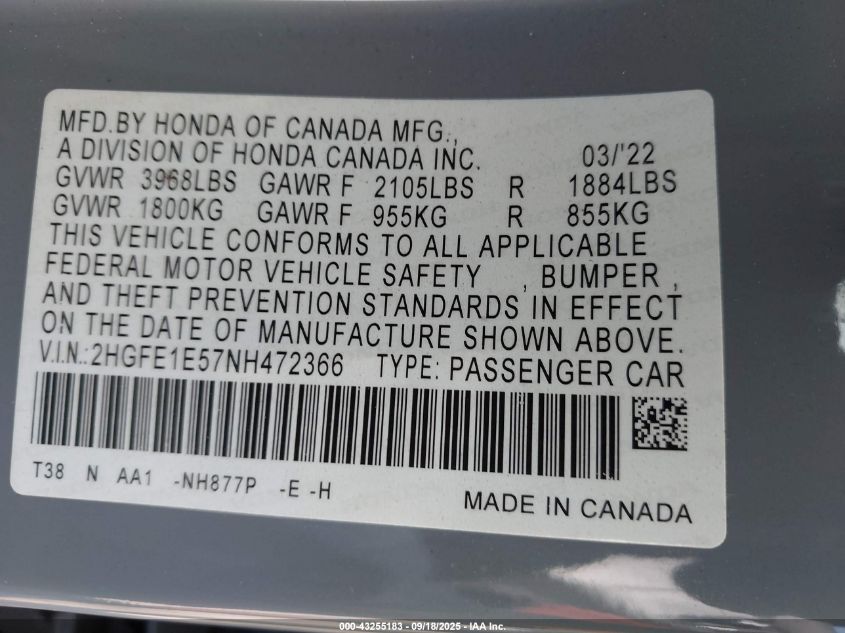 MFD.BY HONDA OF CANADA MFG.,
A DIVISION OF HONDA CANADA INC. 03/'22
GVWR 3968LBS GAWR F 2105LBS R 1884LBS
GVWR 1800KG GAWR F 955KG R 855KG
THIS VEHICLE CONFORMS TO ALL APPLICABLE
FEDERAL MOTOR VEHICLE SAFETY , BUMPER ,
AND THEFT PREVENTION STANDARDS IN EFFECT
ON THE DATE OF MANUFACTURE SHOWN ABOVE.
V.I.N.:2HGFE1E57NH472366 TYPE: PASSENGER CAR
T38 N AA1 -NH877P -E -H
MADE IN CANADA
000-43255183 - 09/18/2025 - IAA Inc.